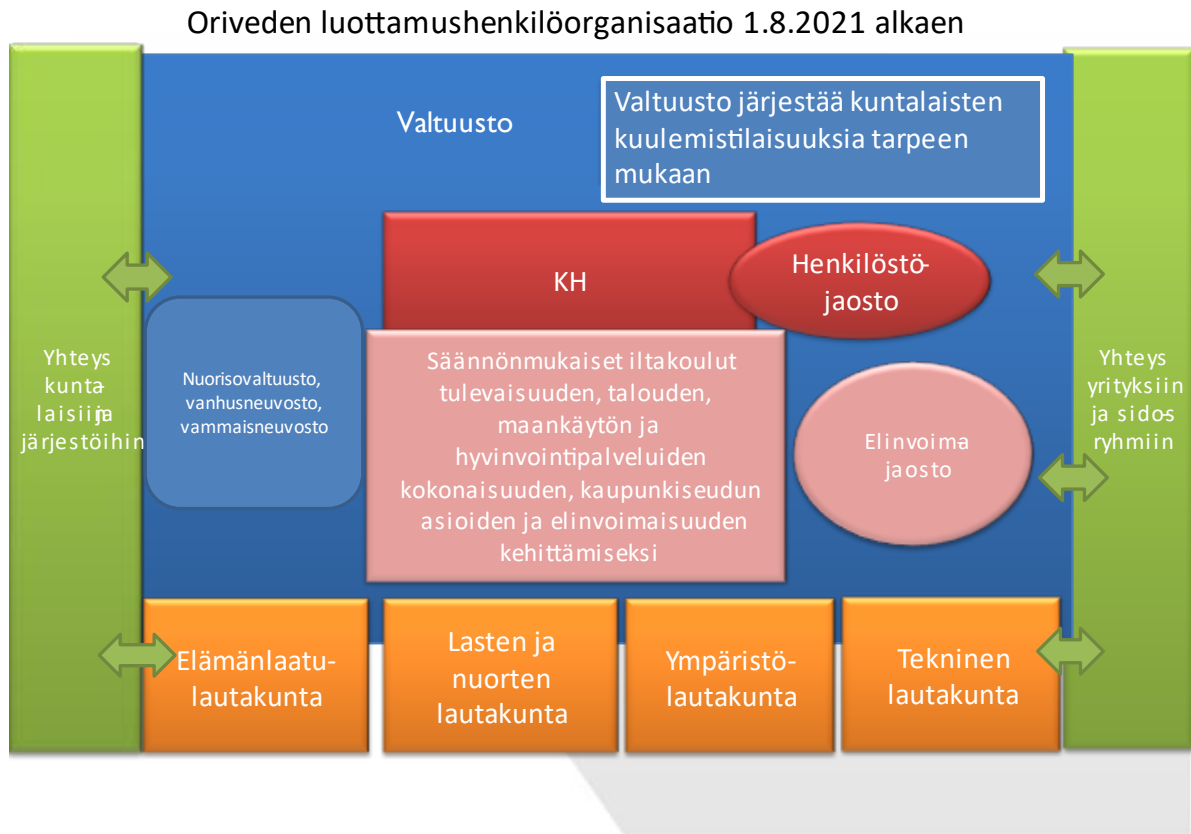 Oriveden luottamushenkilöorganisaatio 1.8.2021 alkaen
Valtuusto
Valtuusto järjestää kuntalaisten
kuulemistilaisuuksia tarpeen
mukaan
KH
Henkilöstö-
jaosto
Yhteys
kunta-
laisiin ja
järjestöihin
Nuorisovaltuusto,
vanhusneuvosto,
vammaisneuvosto
Säännönmukaiset iltakoulut
tulevaisuuden, talouden,
maankäytön ja
hyvinvointipalveluiden
kokonaisuuden, kaupunkiseudun
asioiden ja elinvoimaisuuden
kehittämiseksi
Elinvoima-
jaosto
Yhteys
yrityksiin
ja sidos-
ryhmiin
Elämänlaatu-
lautakunta
Lasten ja
nuorten
lautakunta
Ympäristö-
lautakunta
Tekninen
lautakunta